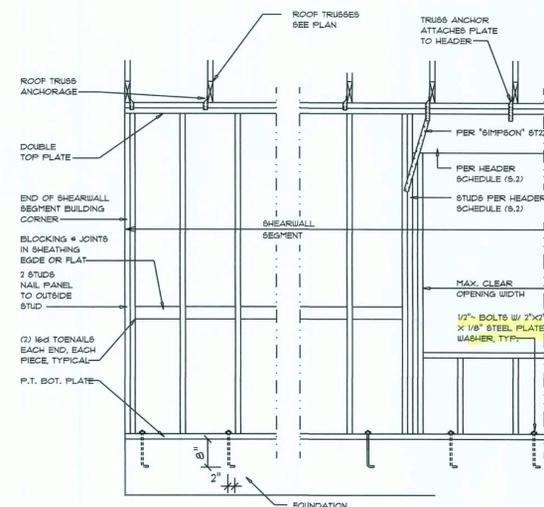 ROOF TRUSSES
SEE PLAN
TRUSS ANCHOR
ATTACHES PLATE
TO HEADER
ROOF TRUSS
ANCHORAGE
DOUBLE
TOP PLATE
PER "SIMPSON" ST2
PER HEADER
SCHEDULE (S.2)
STUDS PER HEADER
SCHEDULE (S.2)
END OF SHEARWALL
SEGMENT BUILDING
CORNER
SHEARWALL
SEGMENT
BLOCKING @ JOINTS
IN SHEATHING
EGDE OR FLAT
2 STUDS
NAIL PANEL
TO OUTSIDE
STUD
MAX. CLEAR
OPENING WIDTH
1/2"~ BOLTS W/ 2"X2"
X 1/8" STEEL PLATE
WASHER, TYP.
(2) 16d TOENAILS
EACH END, EACH
PIECE, TYPICAL
P.T. BOT. PLATE
8"
2"
FOUNDATION